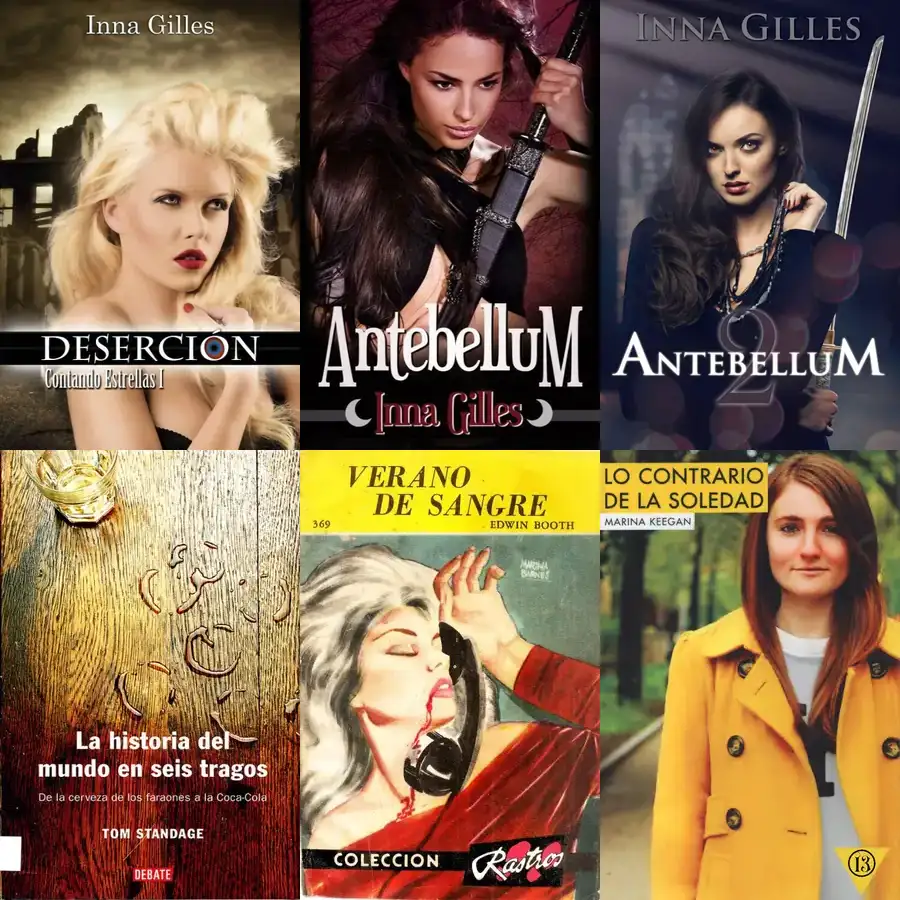 Inna Gilles
DESERCIÓN
Contando Estrellas I
AntebelluM
Inna Gilles
INNA GILLES
2
ANTEBELLUM
La historia del
mundo en seis tragos
De la cerveza de los faraones a la Coca-Cola
TOM STANDAGE
DEBATE
VERANO
DE SANGRE
369
EDWIN BOOTH
COLECCION
Rastros
LO CONTRARIO
DE LA SOLEDAD
MARINA KEEGAN
13